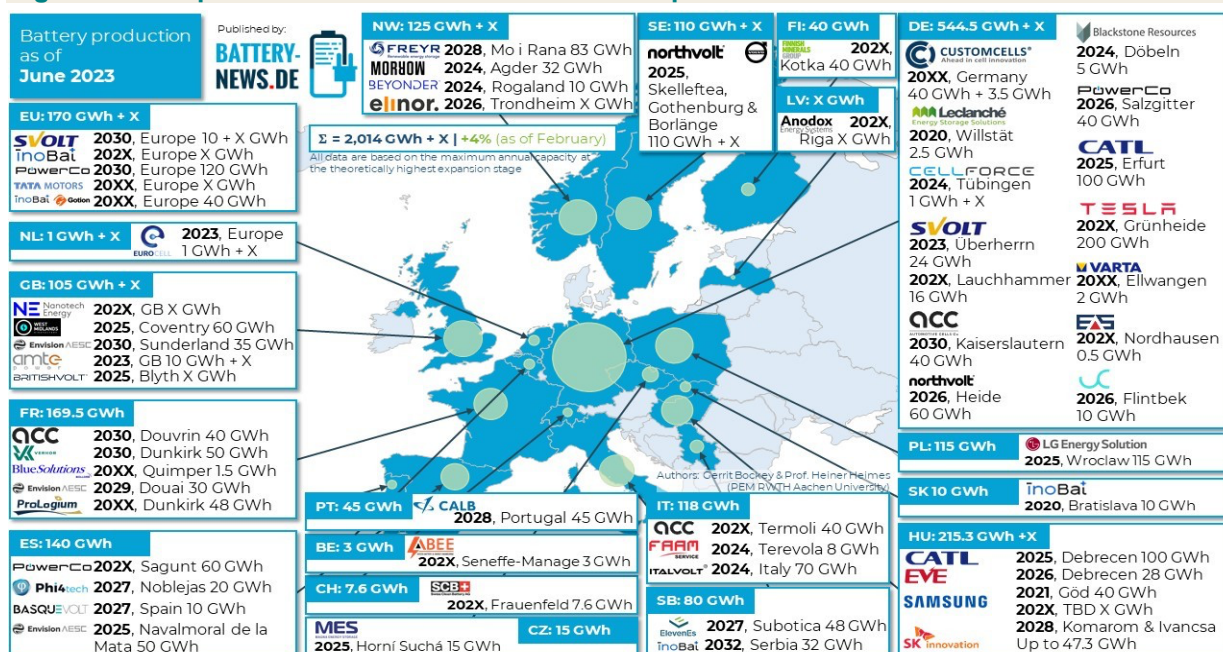 Battery production
as of
June 2023
Published by:
BATTERY-
NEWS.DE
NW: 125 GWh + X
FREYR 2028, Mo i Rana 83 GWh
MORROW 2024, Agder 32 GWh
BEYONDER 2024, Rogaland 10 GWh
elinor. 2026, Trondheim X GWh
SE: 110 GWh + X
northvolt
2025,
Skelleftea,
Gothenburg &
Borlänge
110 GWh + X
FI: 40 GWh
FINNISH
MINERALS
GROUP
202X,
Kotka 40 GWh
LV: X GWh
Anodox 202X,
Energy Systems
Riga X GWh
DE: 544.5 GWh + X
CUSTOMCELLS®
Ahead in cell innovation
20XX, Germany
40 GWh + 3.5 GWh
Leclanché
Energy Storage Solutions
2020, Willstät
2.5 GWh
CELLFORCE
2024, Tübingen
1 GWh + X
SVOLT
2023, Überherrn
24 GWh
202X, Lauchhammer
16 GWh
acc
AUTOMOTIVE CELLS Co
2030, Kaiserslautern
40 GWh
northvolt
2026, Heide
60 GWh
Blackstone Resources
2024, Döbeln
5 GWh
PowerCo
2026, Salzgitter
40 GWh
CATL
2025, Erfurt
100 GWh
TESLA
202X, Grünheide
200 GWh
VARTA
20XX, Ellwangen
2 GWh
EAS
202X, Nordhausen
0.5 GWh
2026, Flintbek
10 GWh
Σ = 2,014 GWh + X | +4% (as of February)
All data are based on the maximum annual capacity at
the theoretically highest expansion stage
EU: 170 GWh + X
SVOLT 2030, Europe 10 + X GWh
inoBat 202X, Europe X GWh
PowerCo 2030, Europe 120 GWh
TATA MOTORS 20XX, Europe X GWh
inoBat Gotion 20XX, Europe 40 GWh
NL: 1 GWh + X
EUROCELL
2023, Europe
1 GWh + X
GB: 105 GWh + X
NE Nanotech Energy 202X, GB X GWh
WEST MIDLANDS 2025, Coventry 60 GWh
Envision AESC 2030, Sunderland 35 GWh
amte power 2023, GB 10 GWh + X
BRITISHVOLT 2025, Blyth X GWh
FR: 169.5 GWh
acc 2030, Douvrin 40 GWh
VERKOR 2030, Dunkirk 50 GWh
BlueSolutions 20XX, Quimper 1.5 GWh
Envision AESC 2029, Douai 30 GWh
ProLogium 20XX, Dunkirk 48 GWh
ES: 140 GWh
PowerCo 202X, Sagunt 60 GWh
Phi4tech 2027, Noblejas 20 GWh
BASQUEVOLT 2027, Spain 10 GWh
Envision AESC 2025, Navalmoral de la
Mata 50 GWh
Authors: Gerrit Bockey & Prof. Heiner Heimes
(PEM RWTH Aachen University)
PT: 45 GWh
CALB
2028, Portugal 45 GWh
BE: 3 GWh
ABEE
202X, Seneffe-Manage 3 GWh
CH: 7.6 GWh
SCB
202X, Frauenfeld 7.6 GWh
MES
CZ: 15 GWh
2025, Horní Suchá 15 GWh
IT: 118 GWh
acc 202X, Termoli 40 GWh
FAAM SERVICE 2024, Terevola 8 GWh
ITALVOLT® 2024, Italy 70 GWh
SB: 80 GWh
ElevenEs 2027, Subotica 48 GWh
inoBat 2032, Serbia 32 GWh
PL: 115 GWh
LG Energy Solution
2025, Wroclaw 115 GWh
SK 10 GWh
inoBat
2020, Bratislava 10 GWh
HU: 215.3 GWh +X
CATL 2025, Debrecen 100 GWh
EVE 2026, Debrecen 28 GWh
SAMSUNG 2021, Göd 40 GWh
202X, TBD X GWh
SK innovation 2028, Komarom & Ivancsa
Up to 47.3 GWh